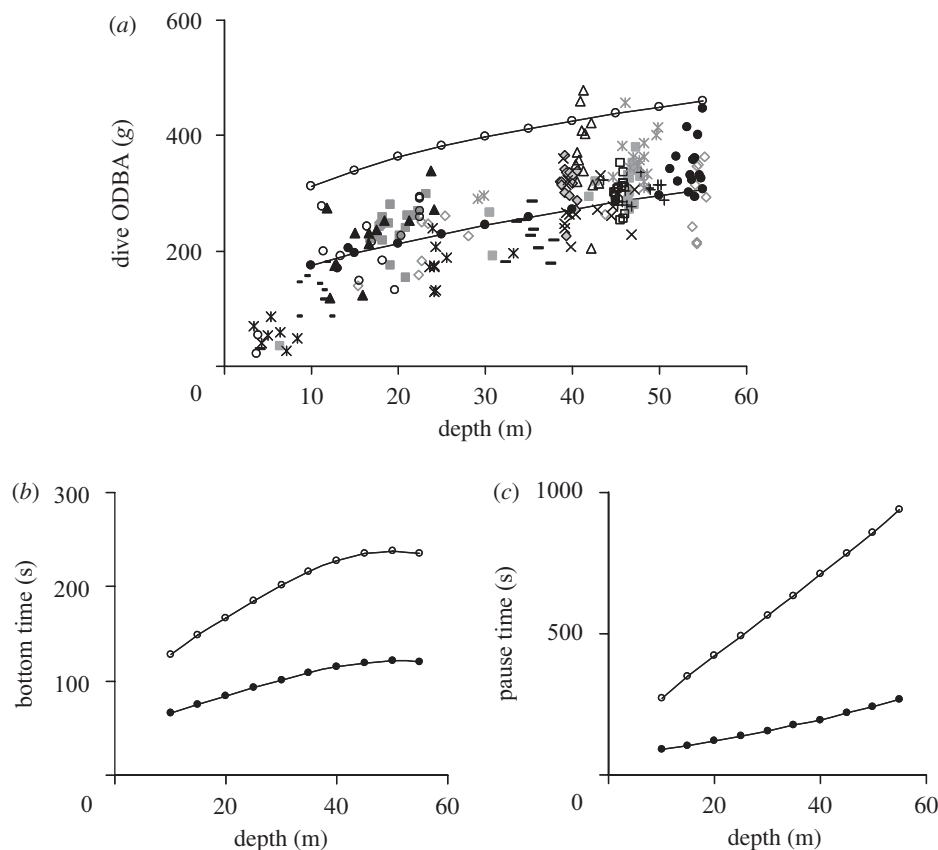 (a)
600
400
200
0
dive ODBA (g)
10 20 30 40 50 60
depth (m)
(b)
300
200
100
0
bottom time (s)
20 40 60
depth (m)
(c)
1000
500
0
pause time (s)
20 40 60
depth (m)